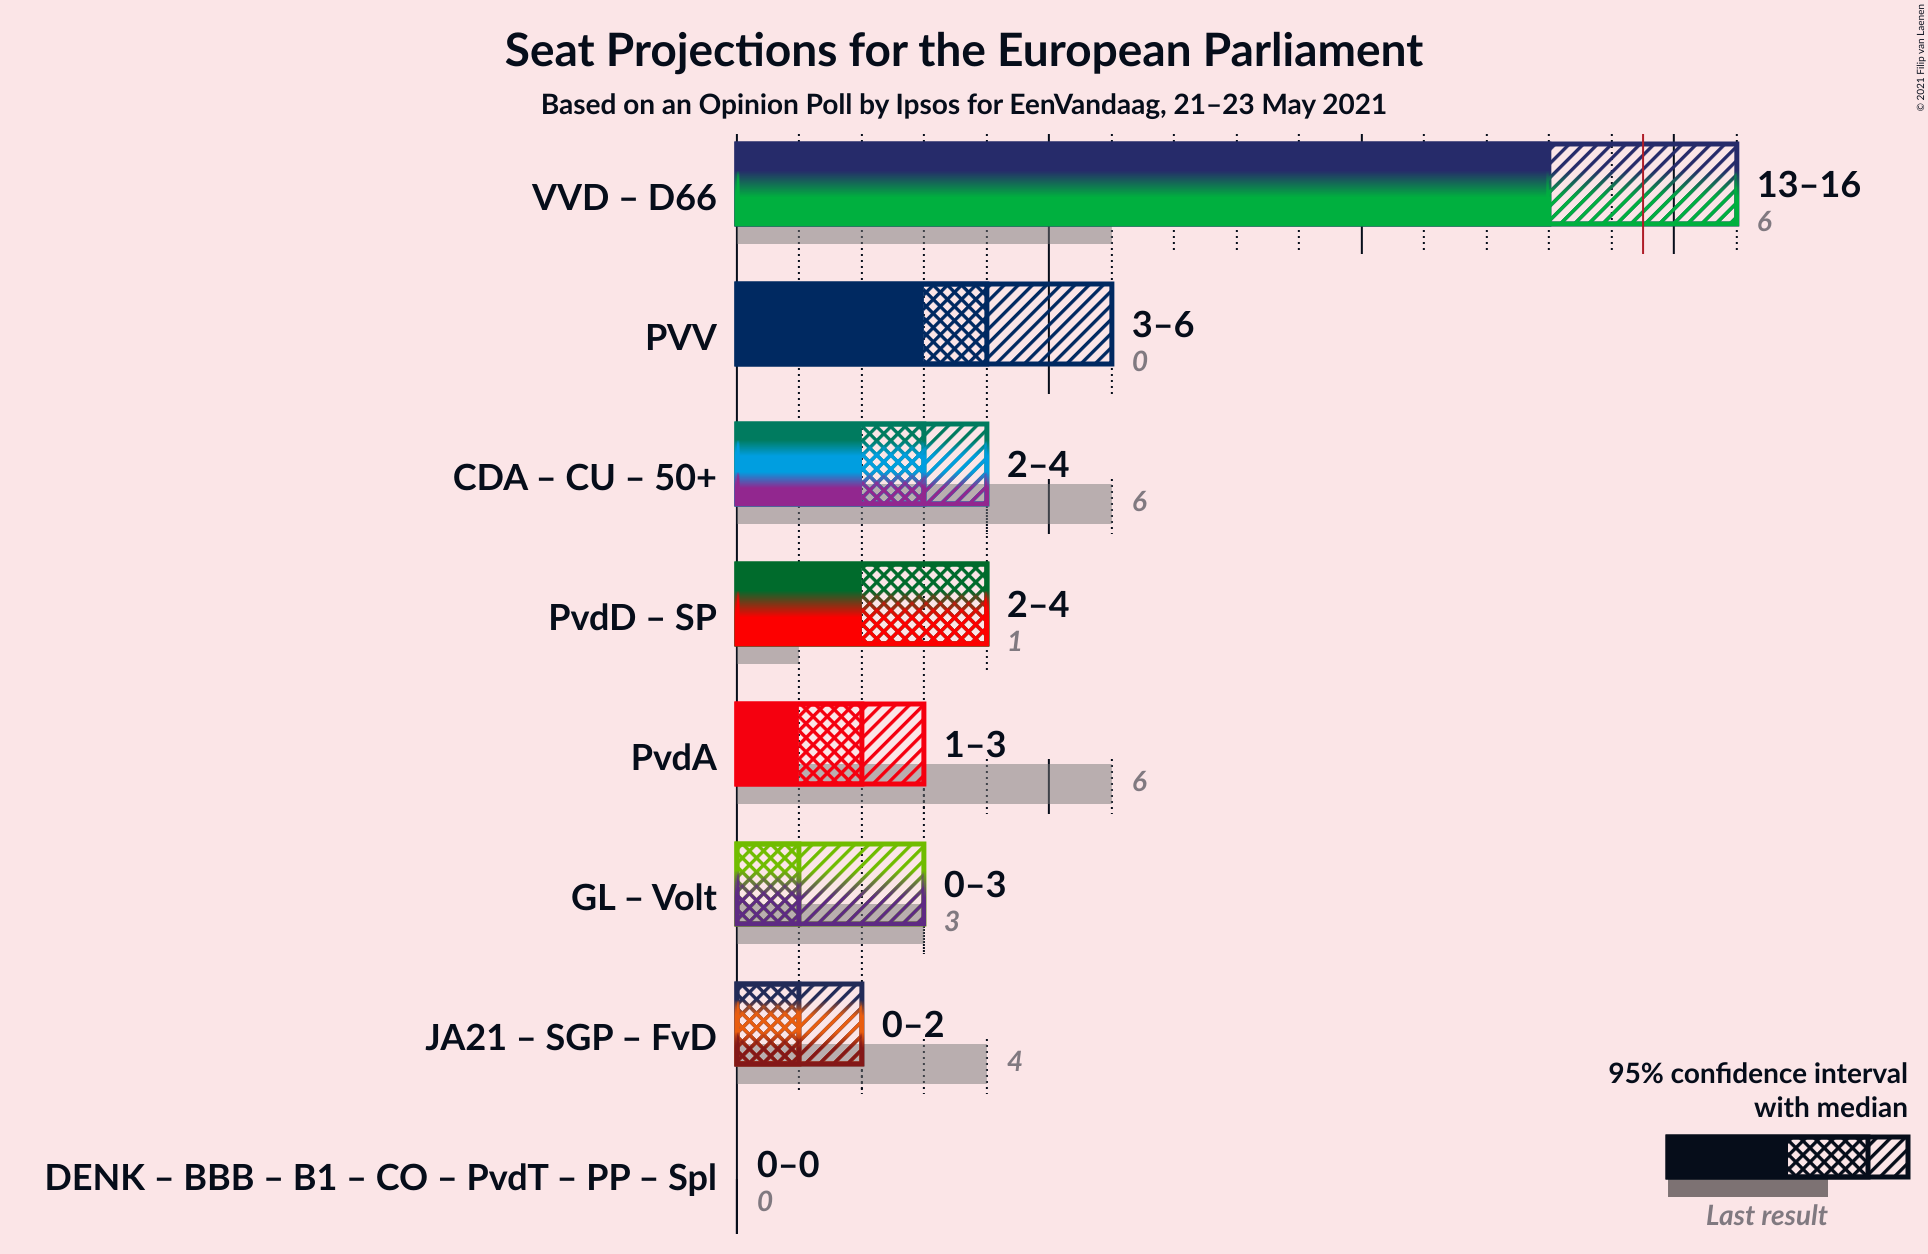 Seat Projections for the European Parliament
Based on an Opinion Poll by Ipsos for EenVandaag, 21–23 May 2021
© 2021 Filip van Laenen
VVD – D66
13–16
6
PVV
3–6
0
CDA – CU – 50+
2–4
6
PvdD – SP
2–4
1
PvdA
1–3
6
GL – Volt
0–3
3
JA21 – SGP – FvD
0–2
4
DENK – BBB – B1 – CO – PvdT – PP – Spl
0–0
0
95% confidence interval
with median
Last result